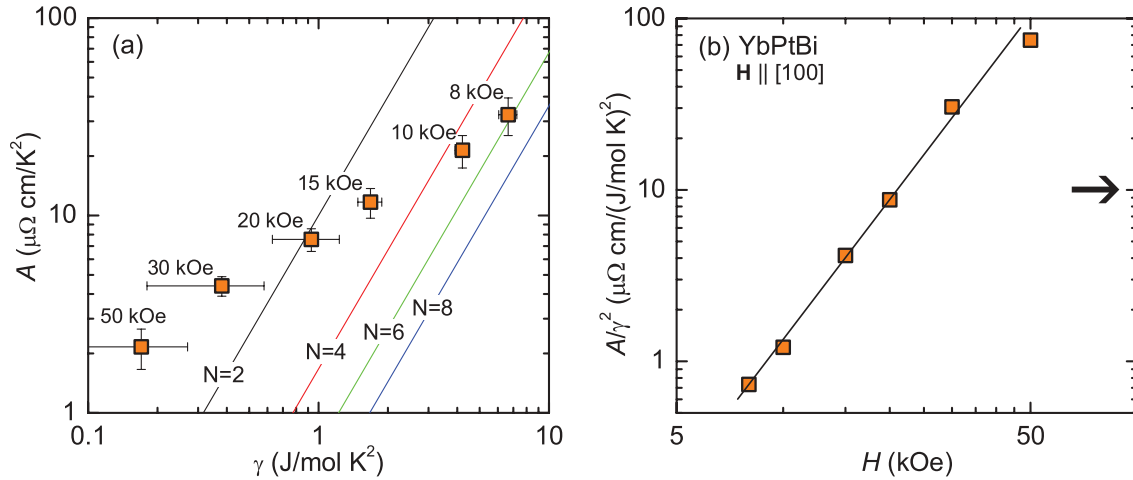 (a)
8 kOe
10 kOe
15 kOe
20 kOe
30 kOe
50 kOe
N=2
N=4
N=6
N=8
A (μΩ cm/K²)
100
10
1
0.1
1
10
γ (J/mol K²)
(b) YbPtBi
H || [100]
A/γ² (μΩ cm/(J/mol K)²)
100
10
1
5
50
H (kOe)